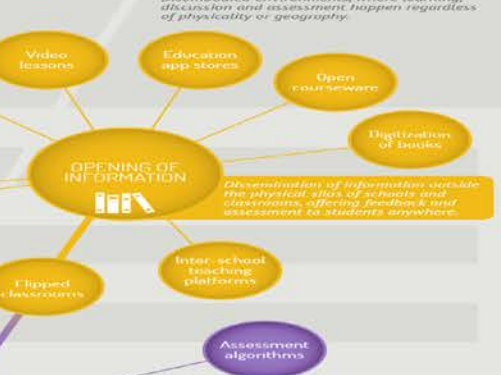 discussion and assessment happen regardless
of physicality or geography.
Video
lessons
Education
app stores
Open
courseware
Digitization
of books
OPENING OF
INFORMATION
Dissemination of information outside
the physical silos of schools and
classrooms, offering feedback and
assessment to students anywhere.
Inter-school
teaching
platforms
Flipped
classrooms
Assessment
algorithms